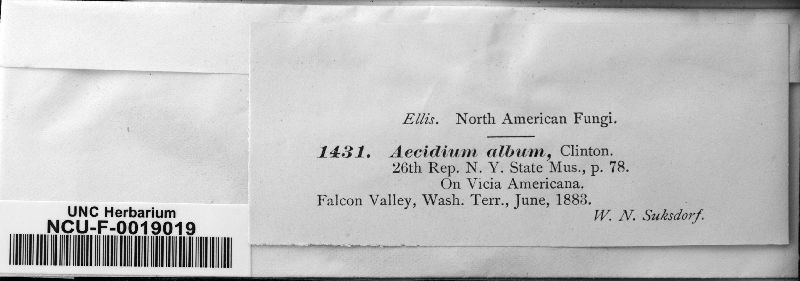 Ellis. North American Fungi.
1431. Aecidium album, Clinton.
26th Rep. N. Y. State Mus., p. 78.
On Vicia Americana.
Falcon Valley, Wash. Terr., June, 1883.
W. N. Suksdorf.
UNC Herbarium
NCU-F-0019019